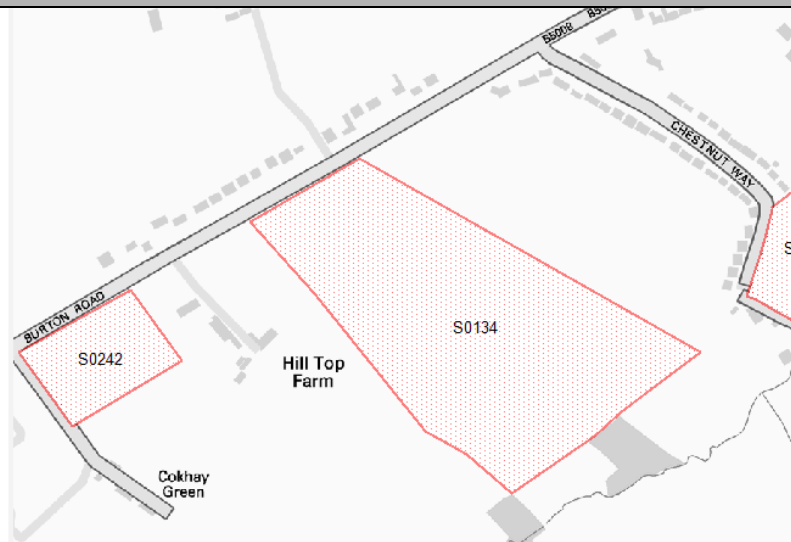 B5008
CHESTNUT WAY
BURTON ROAD
S0242
S0134
Hill Top
Farm
Cokhay
Green